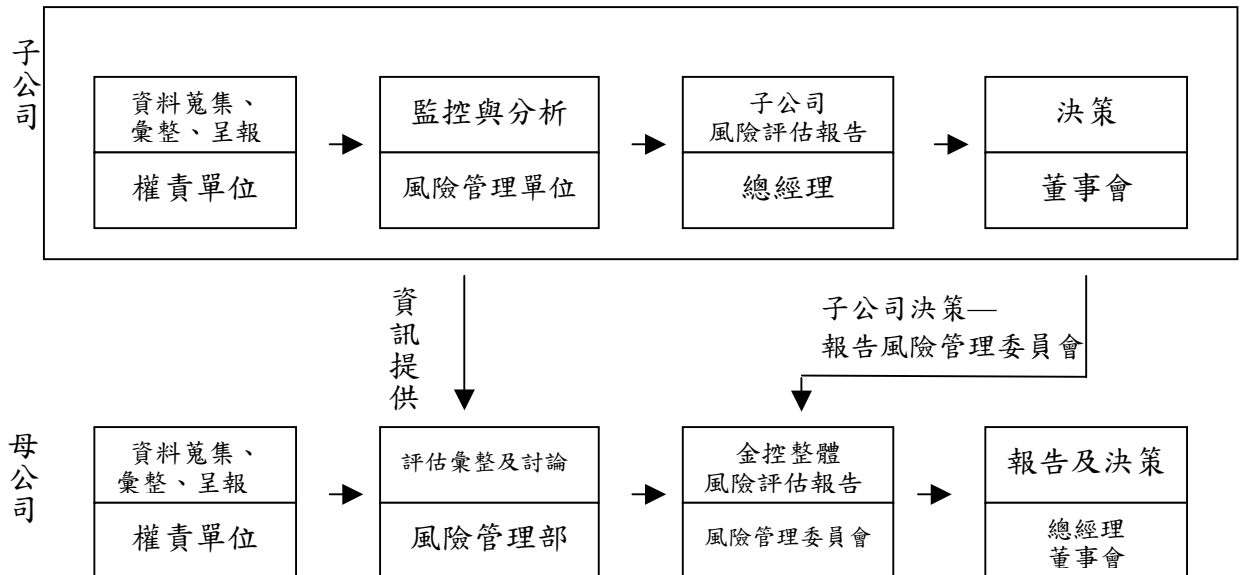 子公司
資料蒐集、
彙整、呈報
權責單位
監控與分析
風險管理單位
子公司
風險評估報告
總經理
決策
董事會
資訊提供
子公司決策—
報告風險管理委員會
母公司
資料蒐集、
彙整、呈報
權責單位
評估彙整及討論
風險管理部
金控整體
風險評估報告
風險管理委員會
報告及決策
總經理
董事會